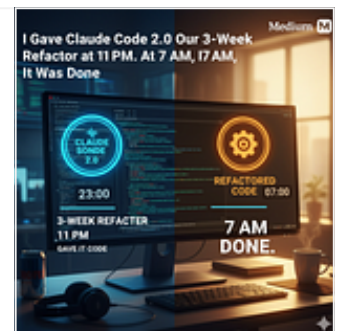 Medium M
I Gave Claude Code 2.0 Our 3-Week
Refactor at 11 PM. At 7 AM, I7 AM,
It Was Done
CLAUDE
SONDE
2.0
23:00
3-WEEK REFACTER
11 PM
GAVE IT CODE
REFACTORED
CODE 07:00
7 AM
DONE.